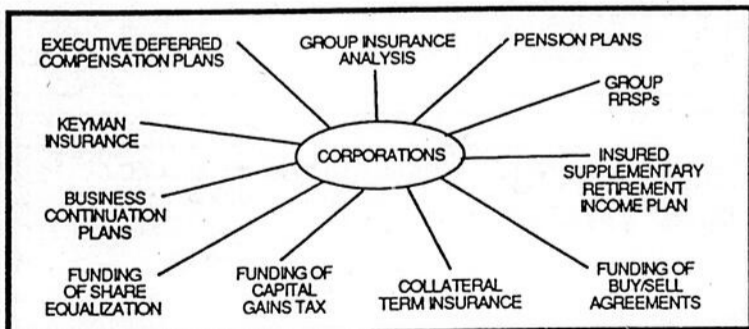 EXECUTIVE DEFERRED
COMPENSATION PLANS
GROUP INSURANCE
ANALYSIS
PENSION PLANS
GROUP
RRSPs
KEYMAN
INSURANCE
CORPORATIONS
INSURED
SUPPLEMENTARY
RETIREMENT
INCOME PLAN
BUSINESS
CONTINUATION
PLANS
FUNDING
OF SHARE
EQUALIZATION
FUNDING OF
CAPITAL
GAINS TAX
COLLATERAL
TERM INSURANCE
FUNDING OF
BUY/SELL
AGREEMENTS